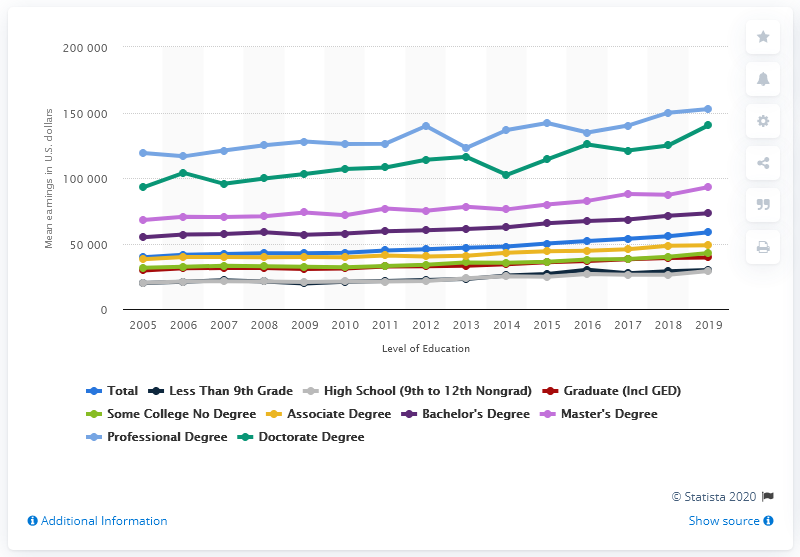 200 000
150 000
100 000
50 000
0
Mean earnings in U.S. dollars
2005 2006 2007 2008 2009 2010 2011 2012 2013 2014 2015 2016 2017 2018 2019
Level of Education
Total Less Than 9th Grade High School (9th to 12th Nongrad) Graduate (Incl GED)
Some College No Degree Associate Degree Bachelor's Degree Master's Degree
Professional Degree Doctorate Degree
© Statista 2020
Additional Information Show source